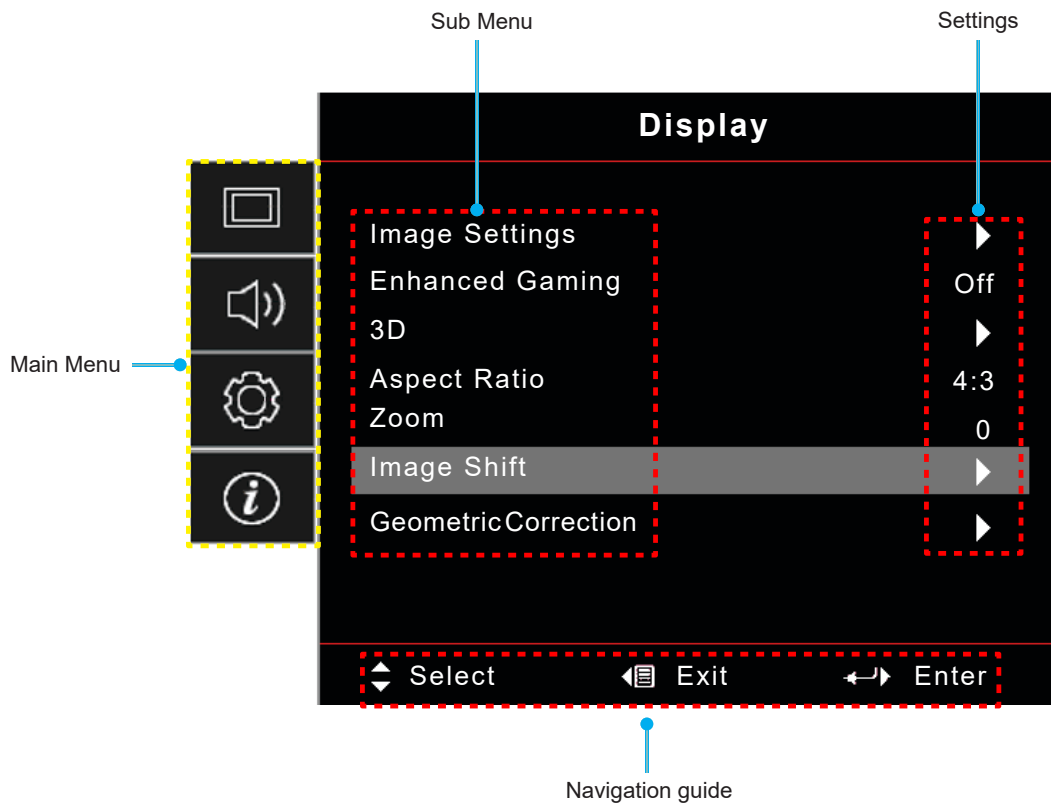 Sub Menu
Settings
Display
Image Settings
Enhanced Gaming
Off
3D
Main Menu
Aspect Ratio
4:3
Zoom
0
Image Shift
GeometricCorrection
Select
Exit
Enter
Navigation guide